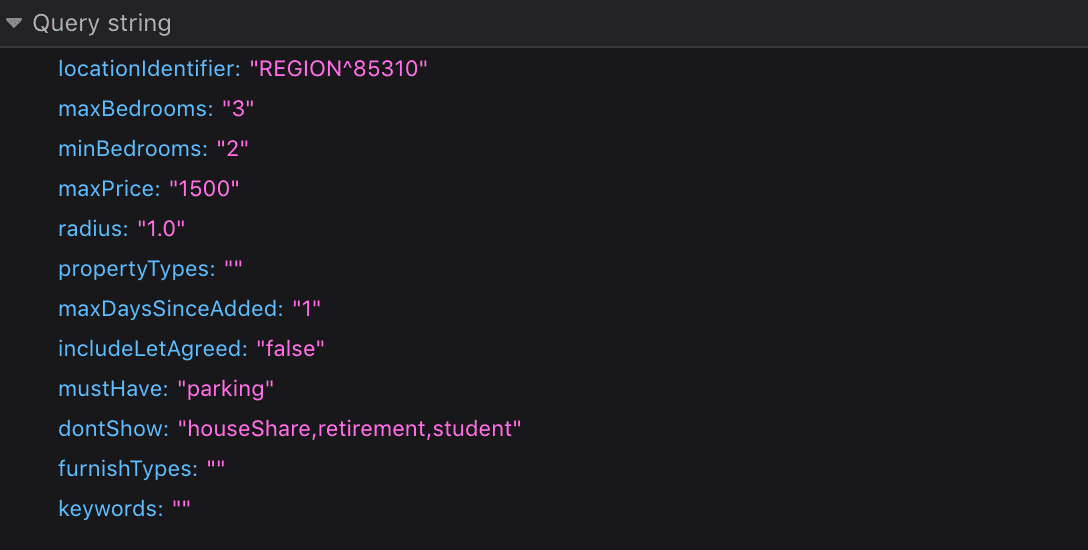 Query string
locationIdentifier: "REGION^85310"
maxBedrooms: "3"
minBedrooms: "2"
maxPrice: "1500"
radius: "1.0"
propertyTypes: ""
maxDaysSinceAdded: "1"
includeLetAgreed: "false"
mustHave: "parking"
dontShow: "houseShare,retirement,student"
furnishTypes: ""
keywords: ""